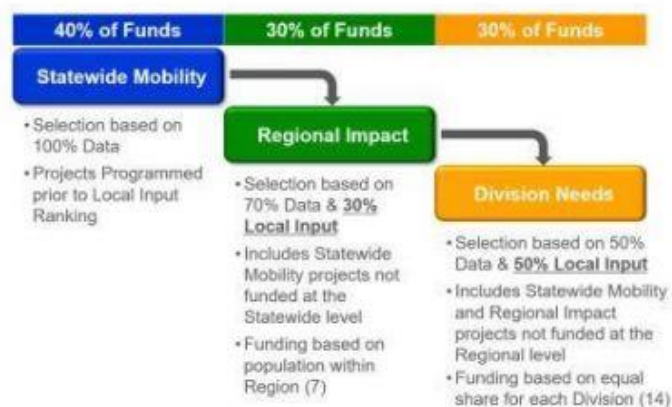 40% of Funds
30% of Funds
30% of Funds
Statewide Mobility
• Selection based on
100% Data
• Projects Programmed
prior to Local Input
Ranking
Regional Impact
• Selection based on
70% Data & 30%
Local Input
• Includes Statewide
Mobility projects not
funded at the
Statewide level
• Funding based on
population within
Region (7)
Division Needs
• Selection based on 50%
Data & 50% Local Input
• Includes Statewide Mobility
and Regional Impact
projects not funded at the
Regional level
• Funding based on equal
share for each Division (14)